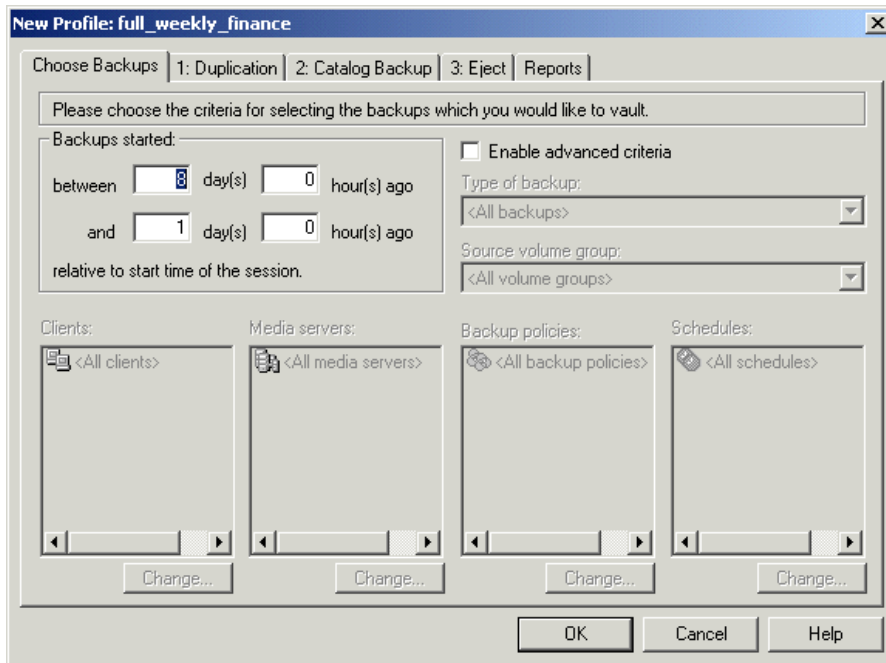 New Profile: full_weekly_finance
Choose Backups 1: Duplication 2: Catalog Backup 3: Eject Reports
Please choose the criteria for selecting the backups which you would like to vault.
Backups started:
between 8 day(s) 0 hour(s) ago
and 1 day(s) 0 hour(s) ago
relative to start time of the session.
Enable advanced criteria
Type of backup:
<All backups>
Source volume group:
<All volume groups>
Clients: Media servers: Backup policies: Schedules:
<All clients> <All media servers> <All backup policies> <All schedules>
Change... Change... Change... Change...
OK Cancel Help